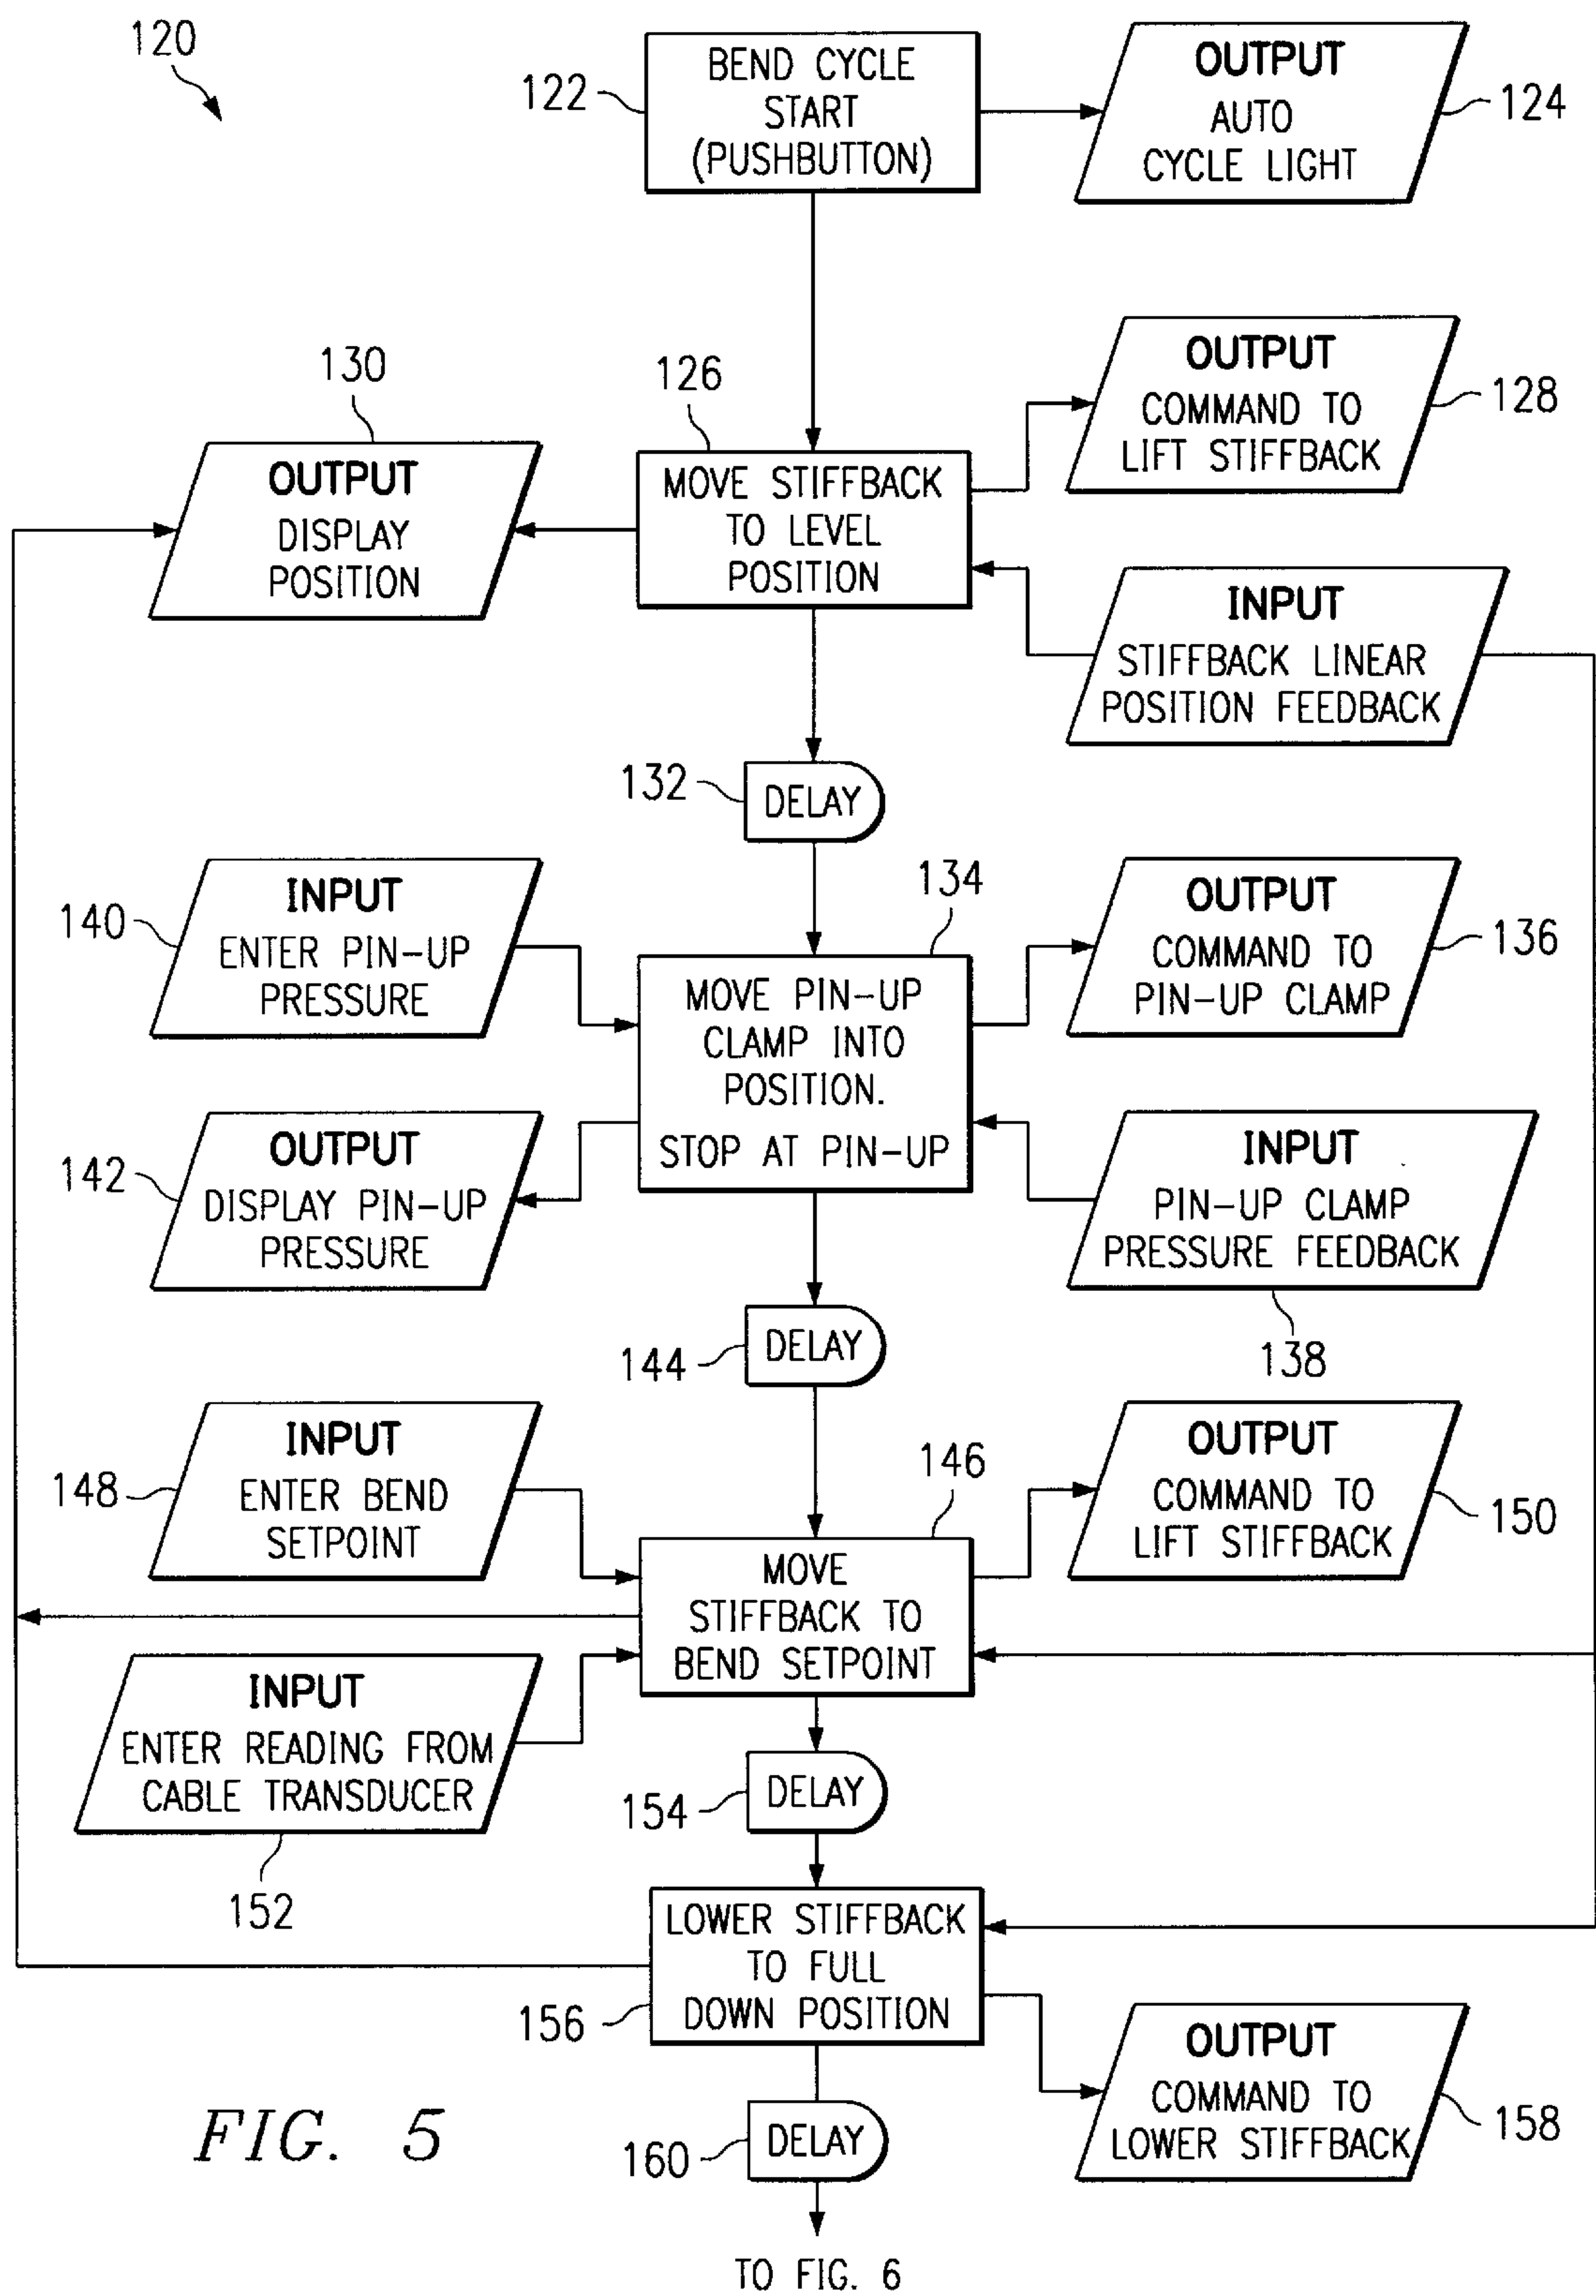 120
122
BEND CYCLE
START
(PUSHBUTTON)
OUTPUT
AUTO
CYCLE LIGHT
124
130
OUTPUT
DISPLAY
POSITION
126
MOVE STIFFBACK
TO LEVEL
POSITION
OUTPUT
COMMAND TO
LIFT STIFFBACK
128
INPUT
STIFFBACK LINEAR
POSITION FEEDBACK
132
DELAY
140
INPUT
ENTER PIN-UP
PRESSURE
134
MOVE PIN-UP
CLAMP INTO
POSITION.
STOP AT PIN-UP
OUTPUT
COMMAND TO
PIN-UP CLAMP
136
142
OUTPUT
DISPLAY PIN-UP
PRESSURE
INPUT
PIN-UP CLAMP
PRESSURE FEEDBACK
138
144
DELAY
148
INPUT
ENTER BEND
SETPOINT
146
MOVE
STIFFBACK TO
BEND SETPOINT
OUTPUT
COMMAND TO
LIFT STIFFBACK
150
INPUT
ENTER READING FROM
CABLE TRANSDUCER
152
154
DELAY
LOWER STIFFBACK
TO FULL
DOWN POSITION
156
OUTPUT
COMMAND TO
LOWER STIFFBACK
158
160
DELAY
FIG. 5
TO FIG. 6